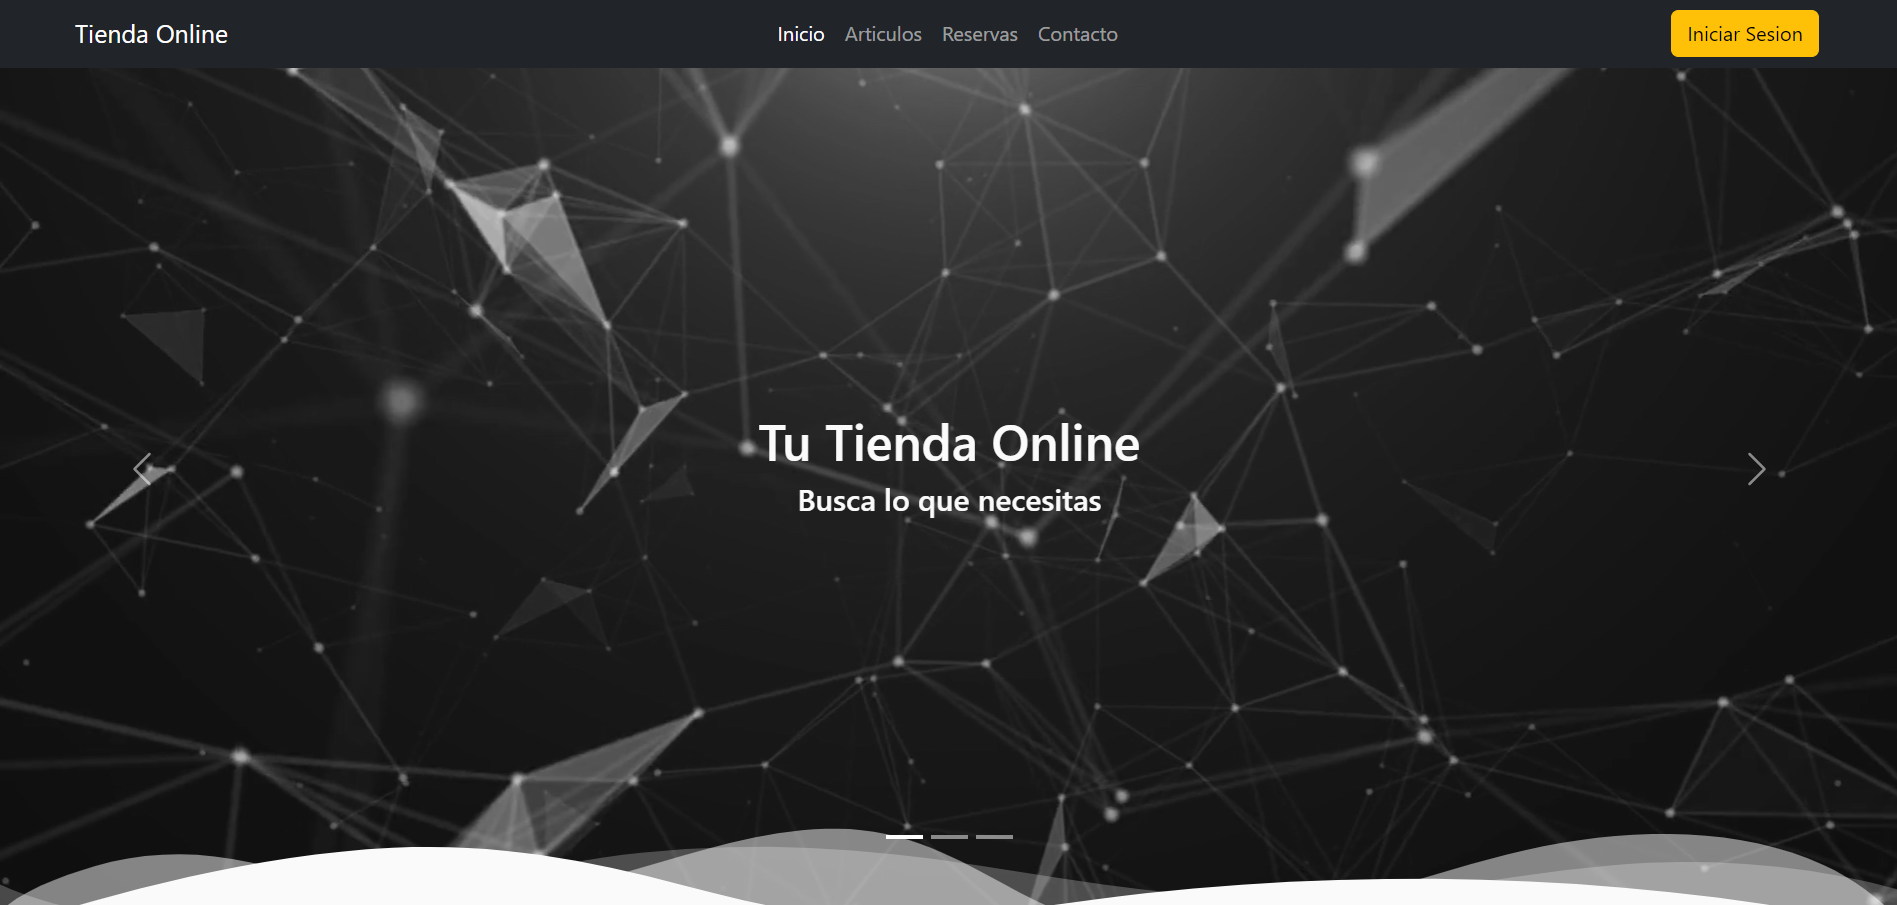 Tienda Online
Inicio Articulos Reservas Contacto
Iniciar Sesion
Tu Tienda Online
Busca lo que necesitas